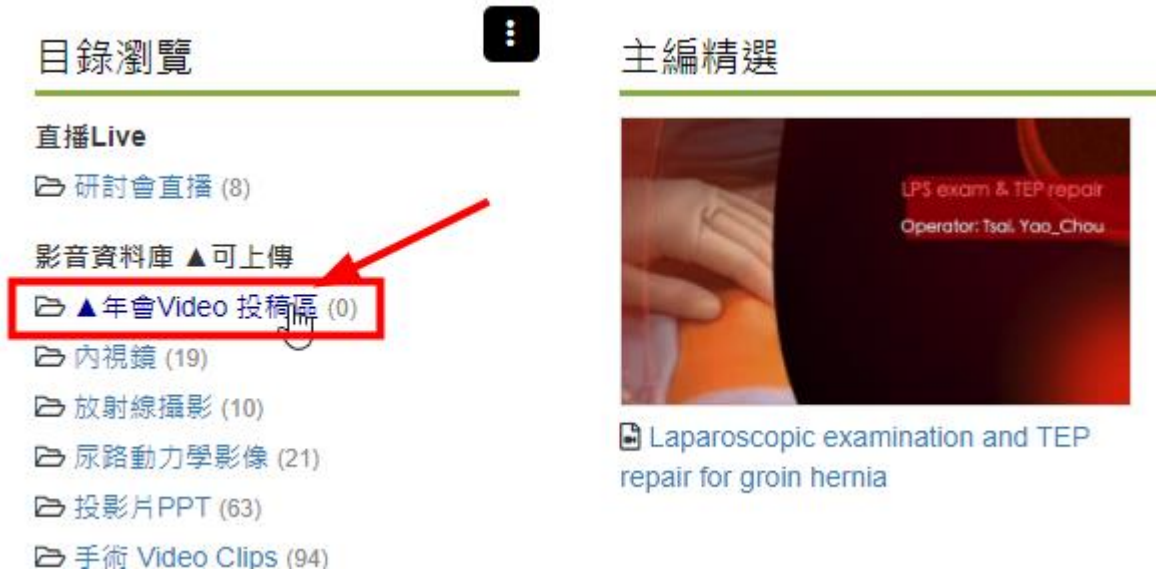 目錄瀏覽
直播Live
研討會直播 (8)
影音資料庫 ▲可上傳
▲年會Video 投稿區 (0)
內視鏡 (19)
放射線攝影 (10)
尿路動力學影像 (21)
投影片PPT (63)
手術 Video Clips (94)
主編精選
LPS exam & TEP repair
Operator: Tsai, Yao_Chou
Laparoscopic examination and TEP
repair for groin hernia